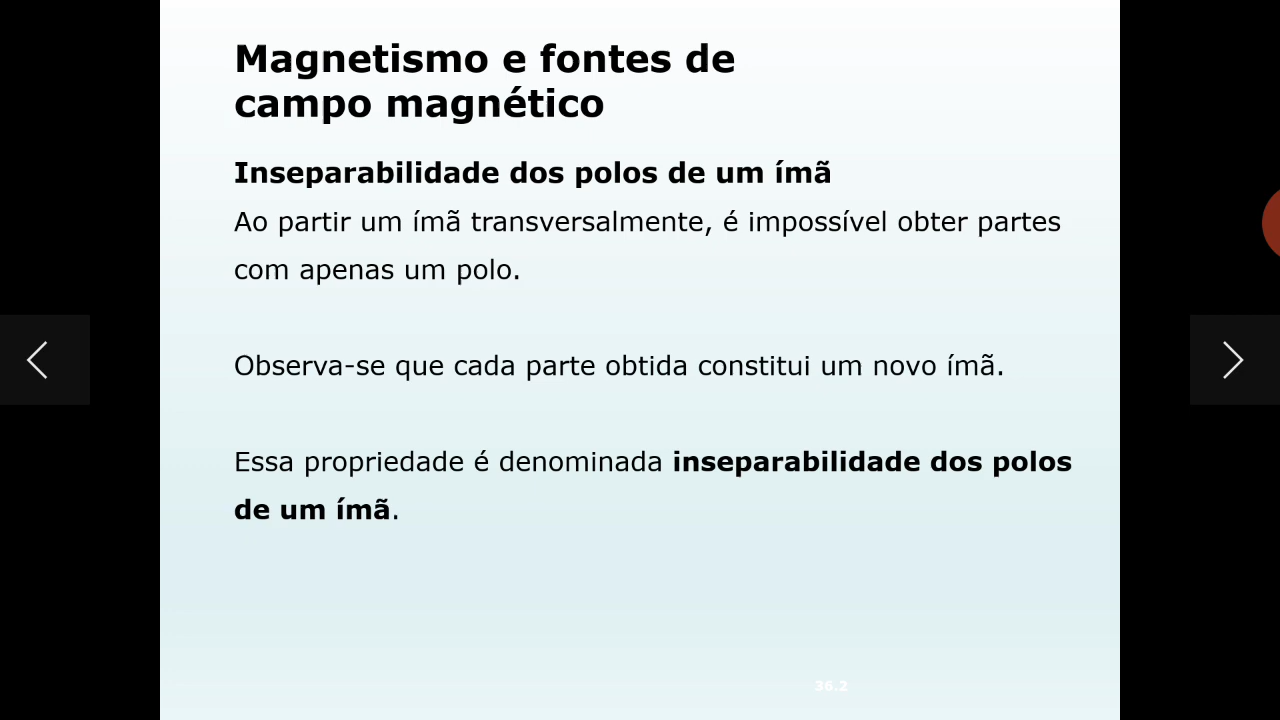 Magnetismo e fontes de
campo magnético
Inseparabilidade dos polos de um ímã
Ao partir um ímã transversalmente, é impossível obter partes
com apenas um polo.
Observa-se que cada parte obtida constitui um novo ímã.
Essa propriedade é denominada inseparabilidade dos polos
de um ímã.
36.2